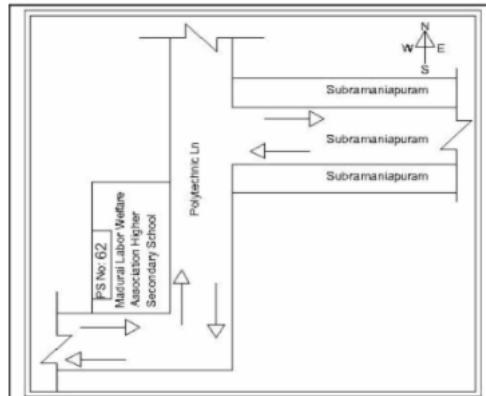 N
W E
S
Subramaniapuram
Subramaniapuram
Subramaniapuram
Polytechnic Ln
PS No: 62
Madurai Labor Welfare
Association Higher
Secondary School